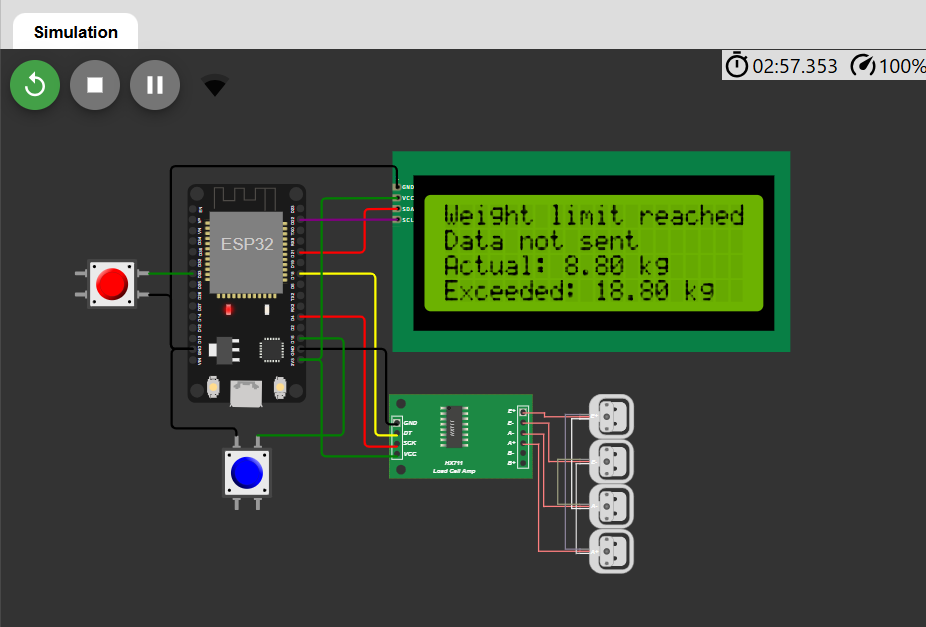 Simulation
02:57.353 100%
GND
VCC
SDA
SCL
Weight limit reached
Data not sent
Actual: 8.80 kg
Exceeded: 18.80 kg
ESP32
GND
DT
SCK
VCC
HX711
HX711
Load Cell Amp
E+
E-
A-
A+
B-
B+